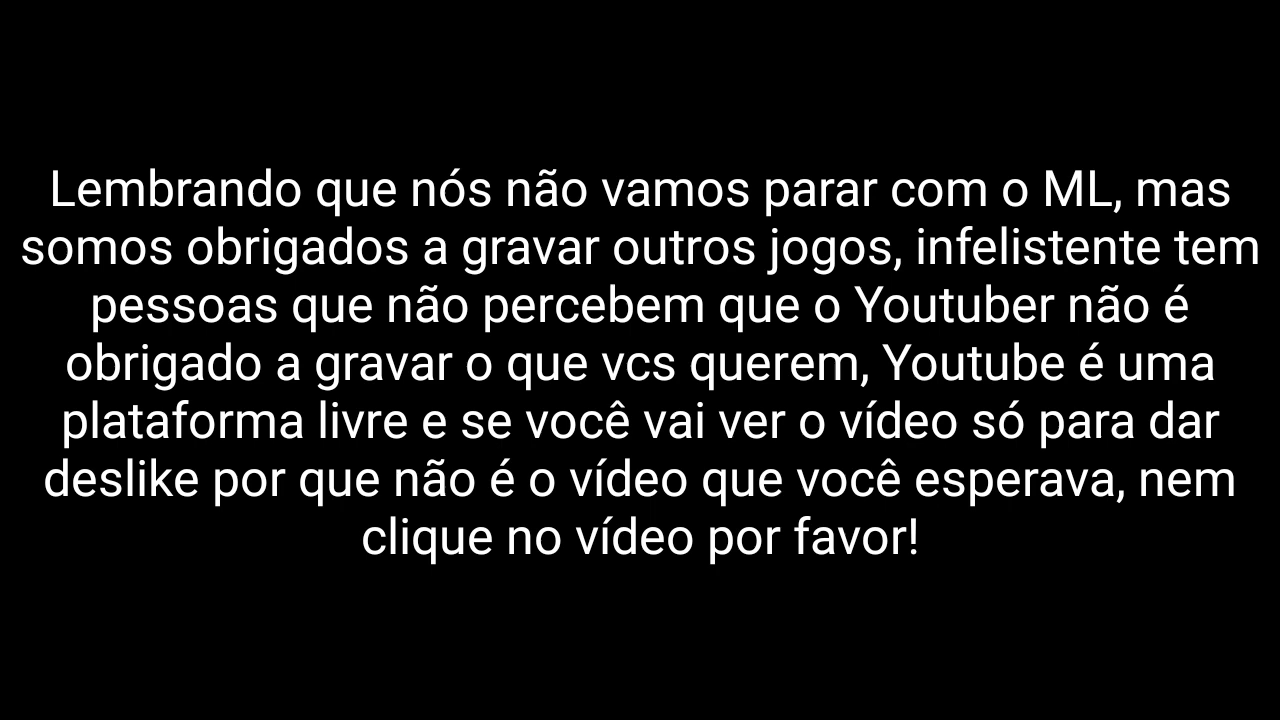 Lembrando que nós não vamos parar com o ML, mas
somos obrigados a gravar outros jogos, infelistente tem
pessoas que não percebem que o Youtuber não é
obrigado a gravar o que vcs querem, Youtube é uma
plataforma livre e se você vai ver o vídeo só para dar
deslike por que não é o vídeo que você esperava, nem
clique no vídeo por favor!